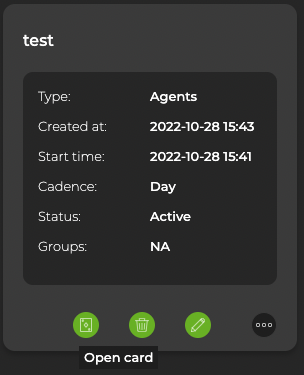 test
Type: Agents
Created at: 2022-10-28 15:43
Start time: 2022-10-28 15:41
Cadence: Day
Status: Active
Groups: NA
Open card